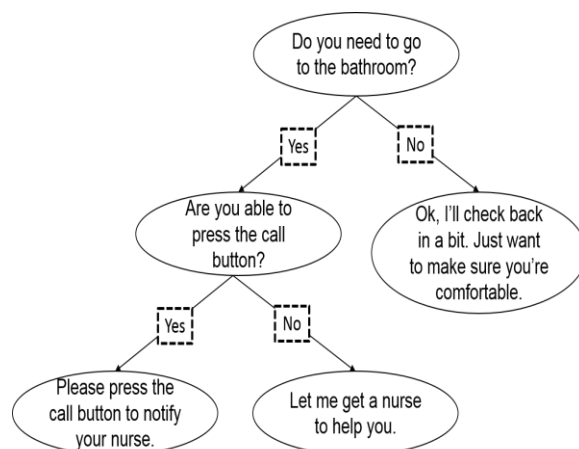 Do you need to go
to the bathroom?
Yes
No
Are you able to
press the call
button?
Ok, I'll check back
in a bit. Just want
to make sure you're
comfortable.
Yes
No
Please press the
call button to notify
your nurse.
Let me get a nurse
to help you.